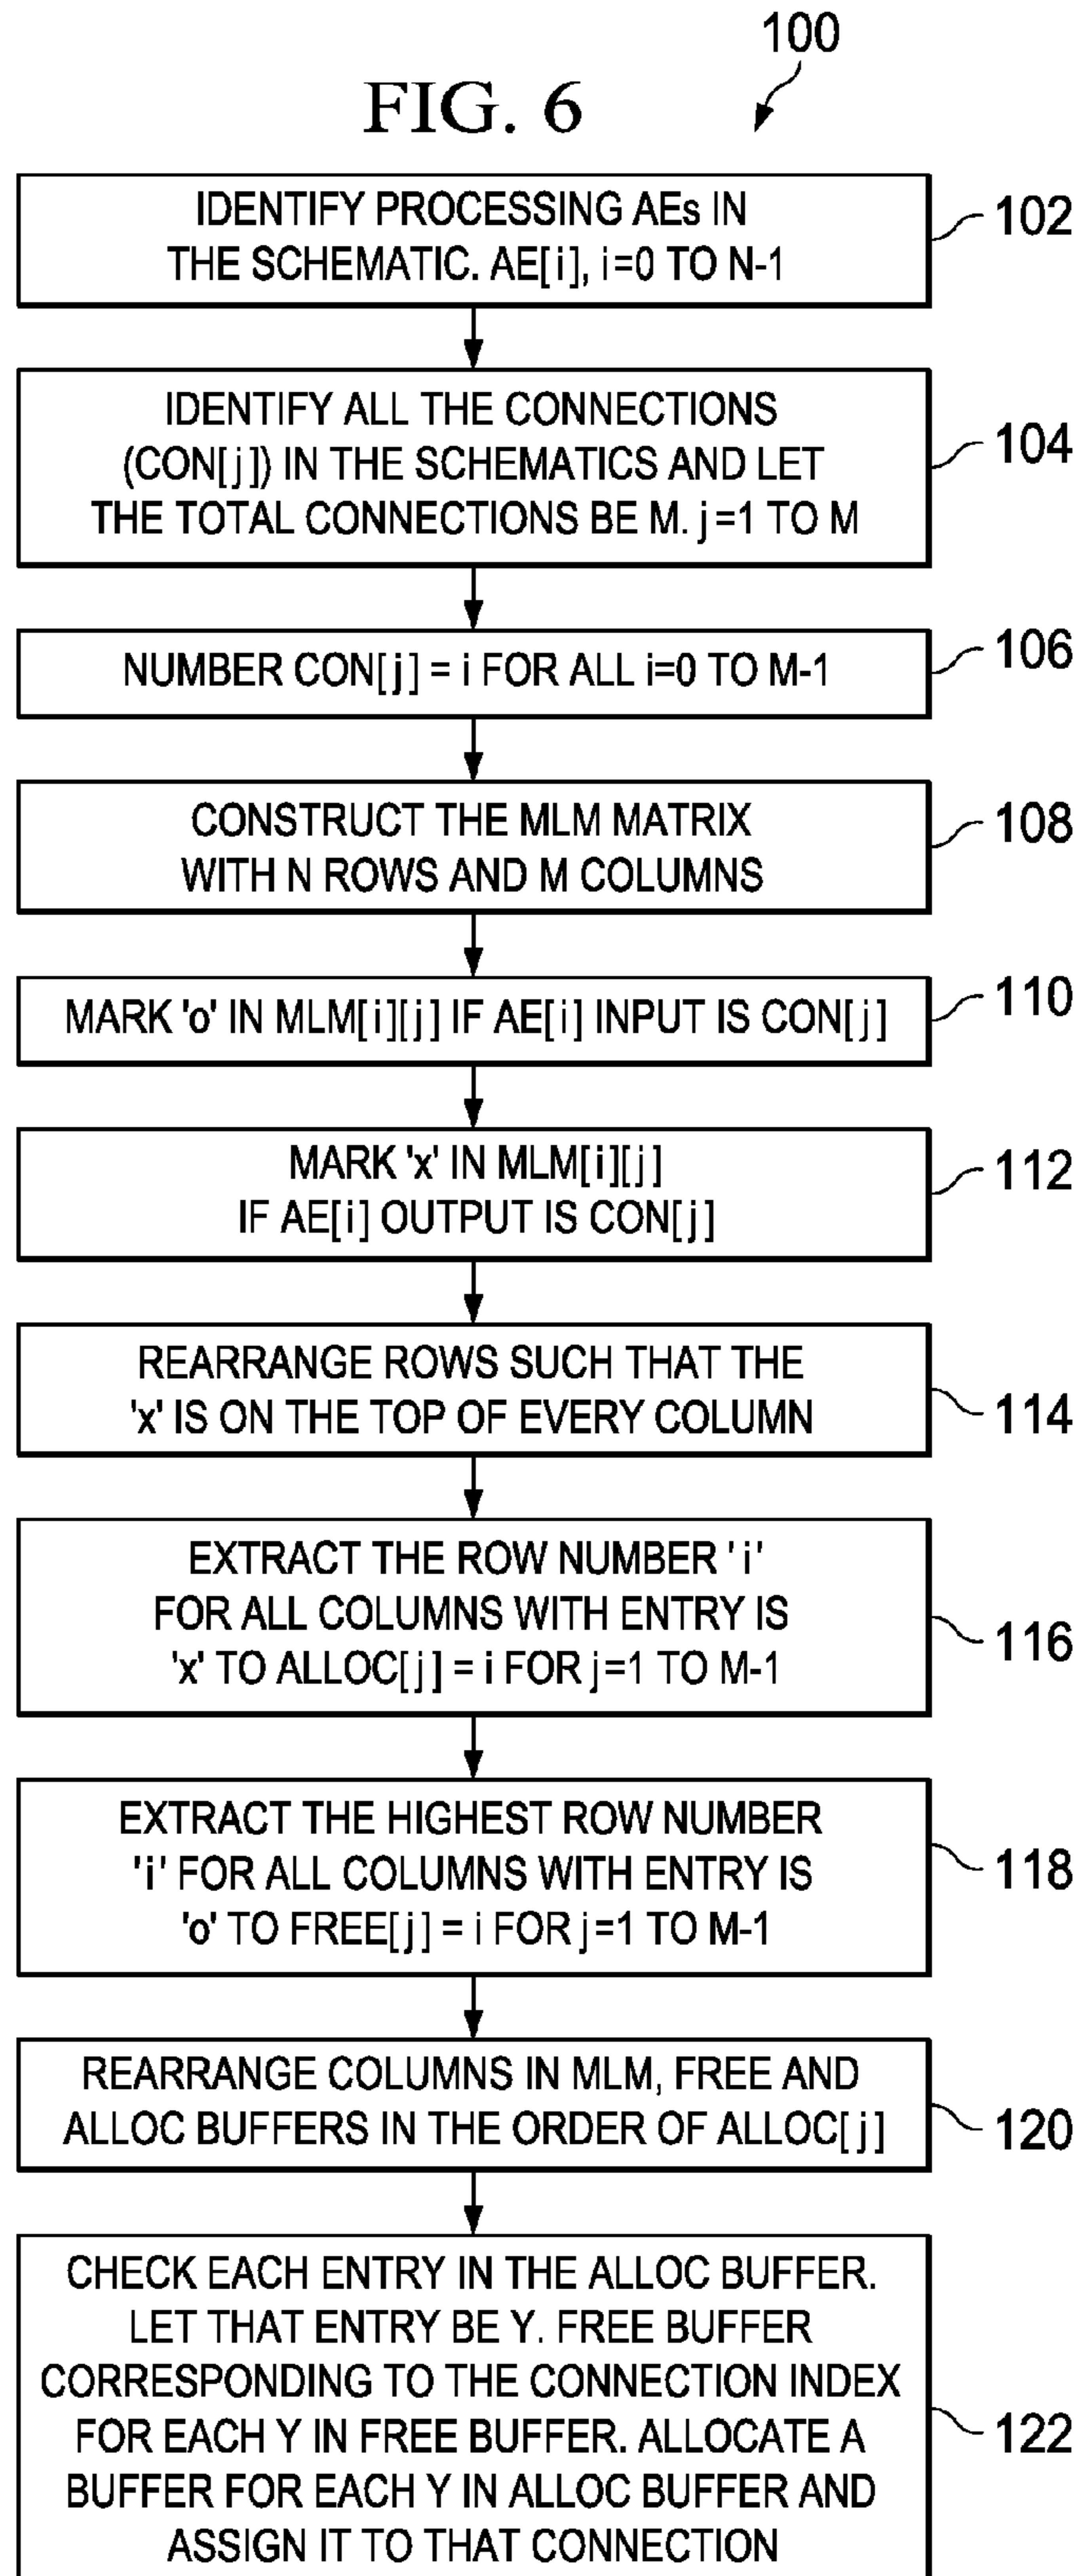 100
FIG. 6
IDENTIFY PROCESSING AEs IN
THE SCHEMATIC. AE[i], i=0 TO N-1
102
IDENTIFY ALL THE CONNECTIONS
(CON[j]) IN THE SCHEMATICS AND LET
THE TOTAL CONNECTIONS BE M. j=1 TO M
104
NUMBER CON[j] = i FOR ALL i=0 TO M-1
106
CONSTRUCT THE MLM MATRIX
WITH N ROWS AND M COLUMNS
108
MARK 'o' IN MLM[i][j] IF AE[i] INPUT IS CON[j]
110
MARK 'x' IN MLM[i][j]
IF AE[i] OUTPUT IS CON[j]
112
REARRANGE ROWS SUCH THAT THE
'x' IS ON THE TOP OF EVERY COLUMN
114
EXTRACT THE ROW NUMBER 'i'
FOR ALL COLUMNS WITH ENTRY IS
'x' TO ALLOC[j] = i FOR j=1 TO M-1
116
EXTRACT THE HIGHEST ROW NUMBER
'i' FOR ALL COLUMNS WITH ENTRY IS
'o' TO FREE[j] = i FOR j=1 TO M-1
118
REARRANGE COLUMNS IN MLM, FREE AND
ALLOC BUFFERS IN THE ORDER OF ALLOC[j]
120
CHECK EACH ENTRY IN THE ALLOC BUFFER.
LET THAT ENTRY BE Y. FREE BUFFER
CORRESPONDING TO THE CONNECTION INDEX
FOR EACH Y IN FREE BUFFER. ALLOCATE A
BUFFER FOR EACH Y IN ALLOC BUFFER AND
ASSIGN IT TO THAT CONNECTION
122